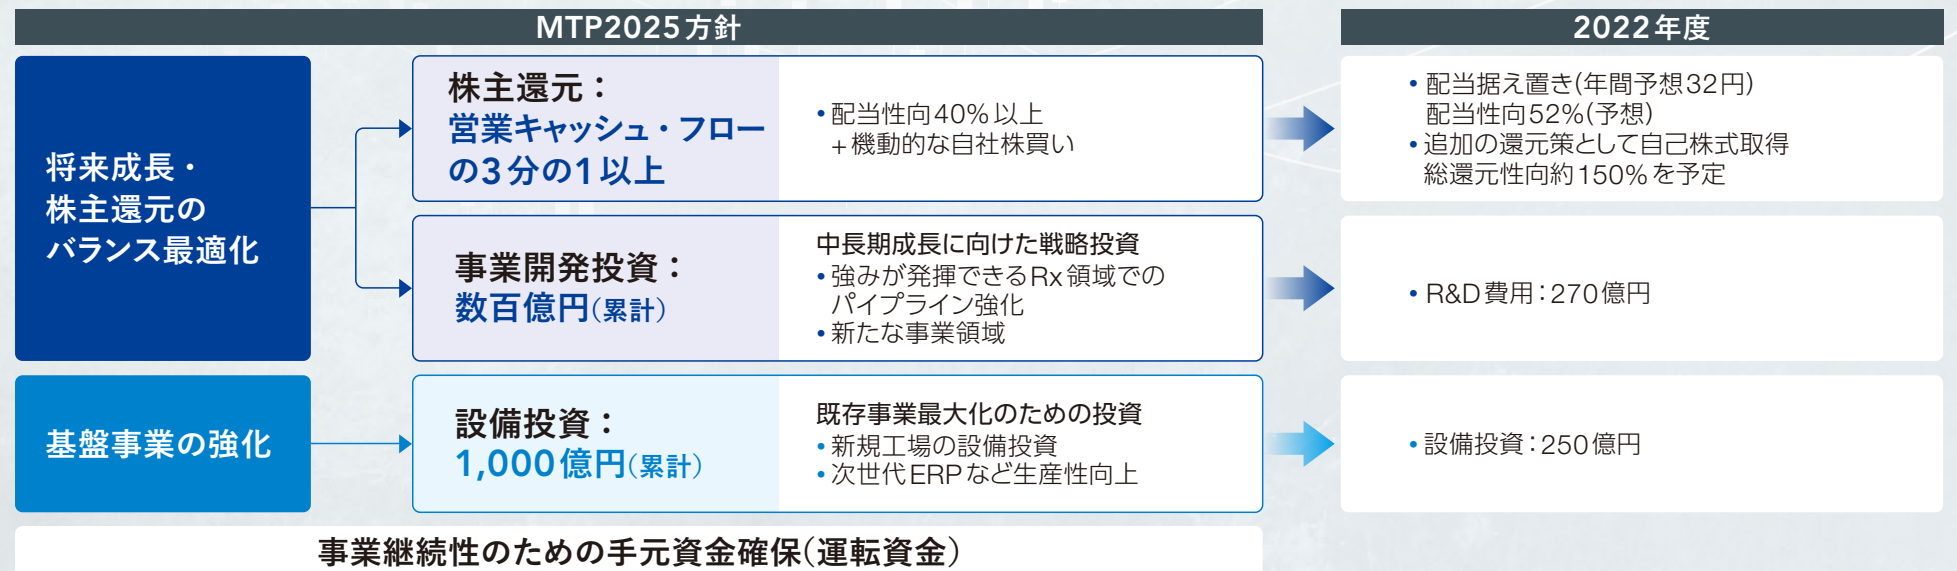 MTP2025方針
2022年度
将来成長・
株主還元の
バランス最適化
株主還元：
営業キャッシュ・フロー
の3分の1以上
•配当性向40%以上
+機動的な自社株買い
•配当据え置き(年間予想32円)
配当性向52%(予想)
•追加の還元策として自己株式取得
総還元性向約150%を予定
事業開発投資：
数百億円(累計)
中長期成長に向けた戦略投資
•強みが発揮できるRx領域での
パイプライン強化
•新たな事業領域
•R&D費用：270億円
基盤事業の強化
設備投資：
1,000億円(累計)
既存事業最大化のための投資
•新規工場の設備投資
•次世代ERPなど生産性向上
•設備投資：250億円
事業継続性のための手元資金確保(運転資金)